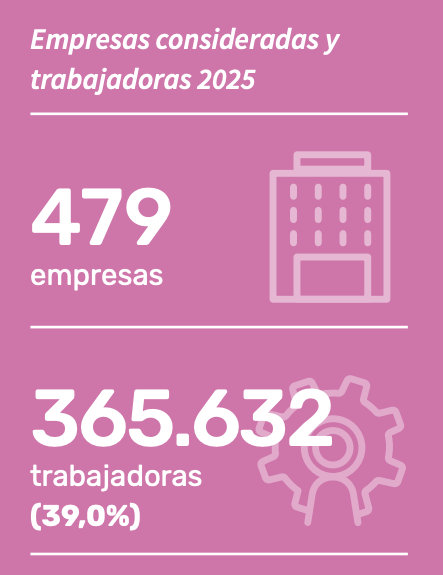 Empresas consideradas y
trabajadoras 2025
479
empresas
365.632
trabajadoras
(39,0%)